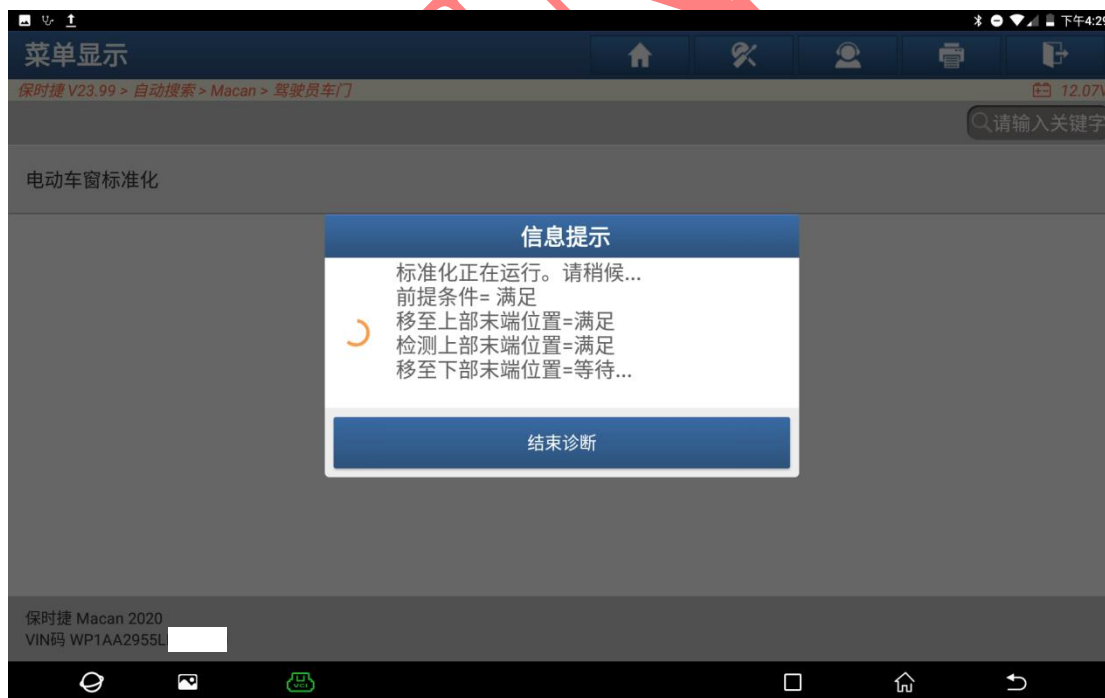 下午4:29
菜单显示
保时捷 V23.99 > 自动搜索 > Macan > 驾驶员车门
12.07V
请输入关键字
电动车窗标准化
信息提示
标准化正在运行。请稍候...
前提条件= 满足
移至上部末端位置=满足
检测上部末端位置=满足
移至下部末端位置=等待...
结束诊断
保时捷 Macan 2020
VIN码 WP1AA2955L
VCI